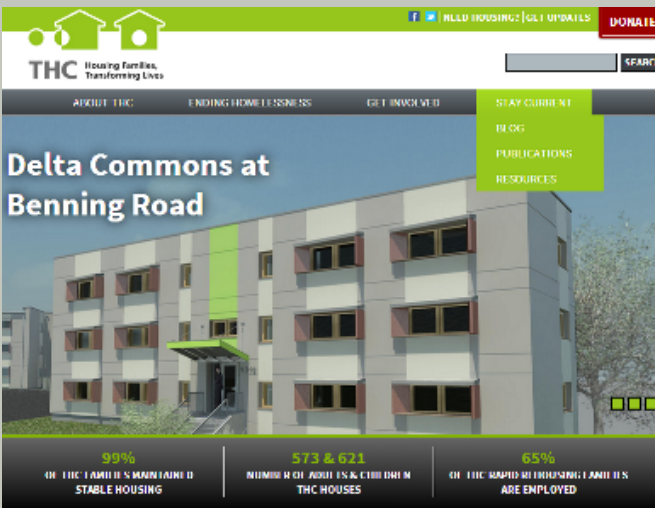 NEED HOUSING? | GET UPDATES
DONATE
THC Housing Families,
Transforming Lives
SEARC
ABOUT THC
ENDING HOMELESSNESS
GET INVOLVED
STAY CURRENT
BLOG
PUBLICATIONS
RESOURCES
Delta Commons at
Benning Road
99%
OF THC FAMILIES MAINTAINED
STABLE HOUSING
573 & 621
NUMBER OF ADULTS & CHILDREN
THC HOUSES
65%
OF THC RAPID REHOUSING FAMILIES
ARE EMPLOYED